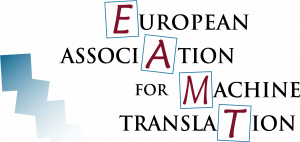 EUROPEAN
ASSOCIATION
FOR MACHINE
TRANSLATION